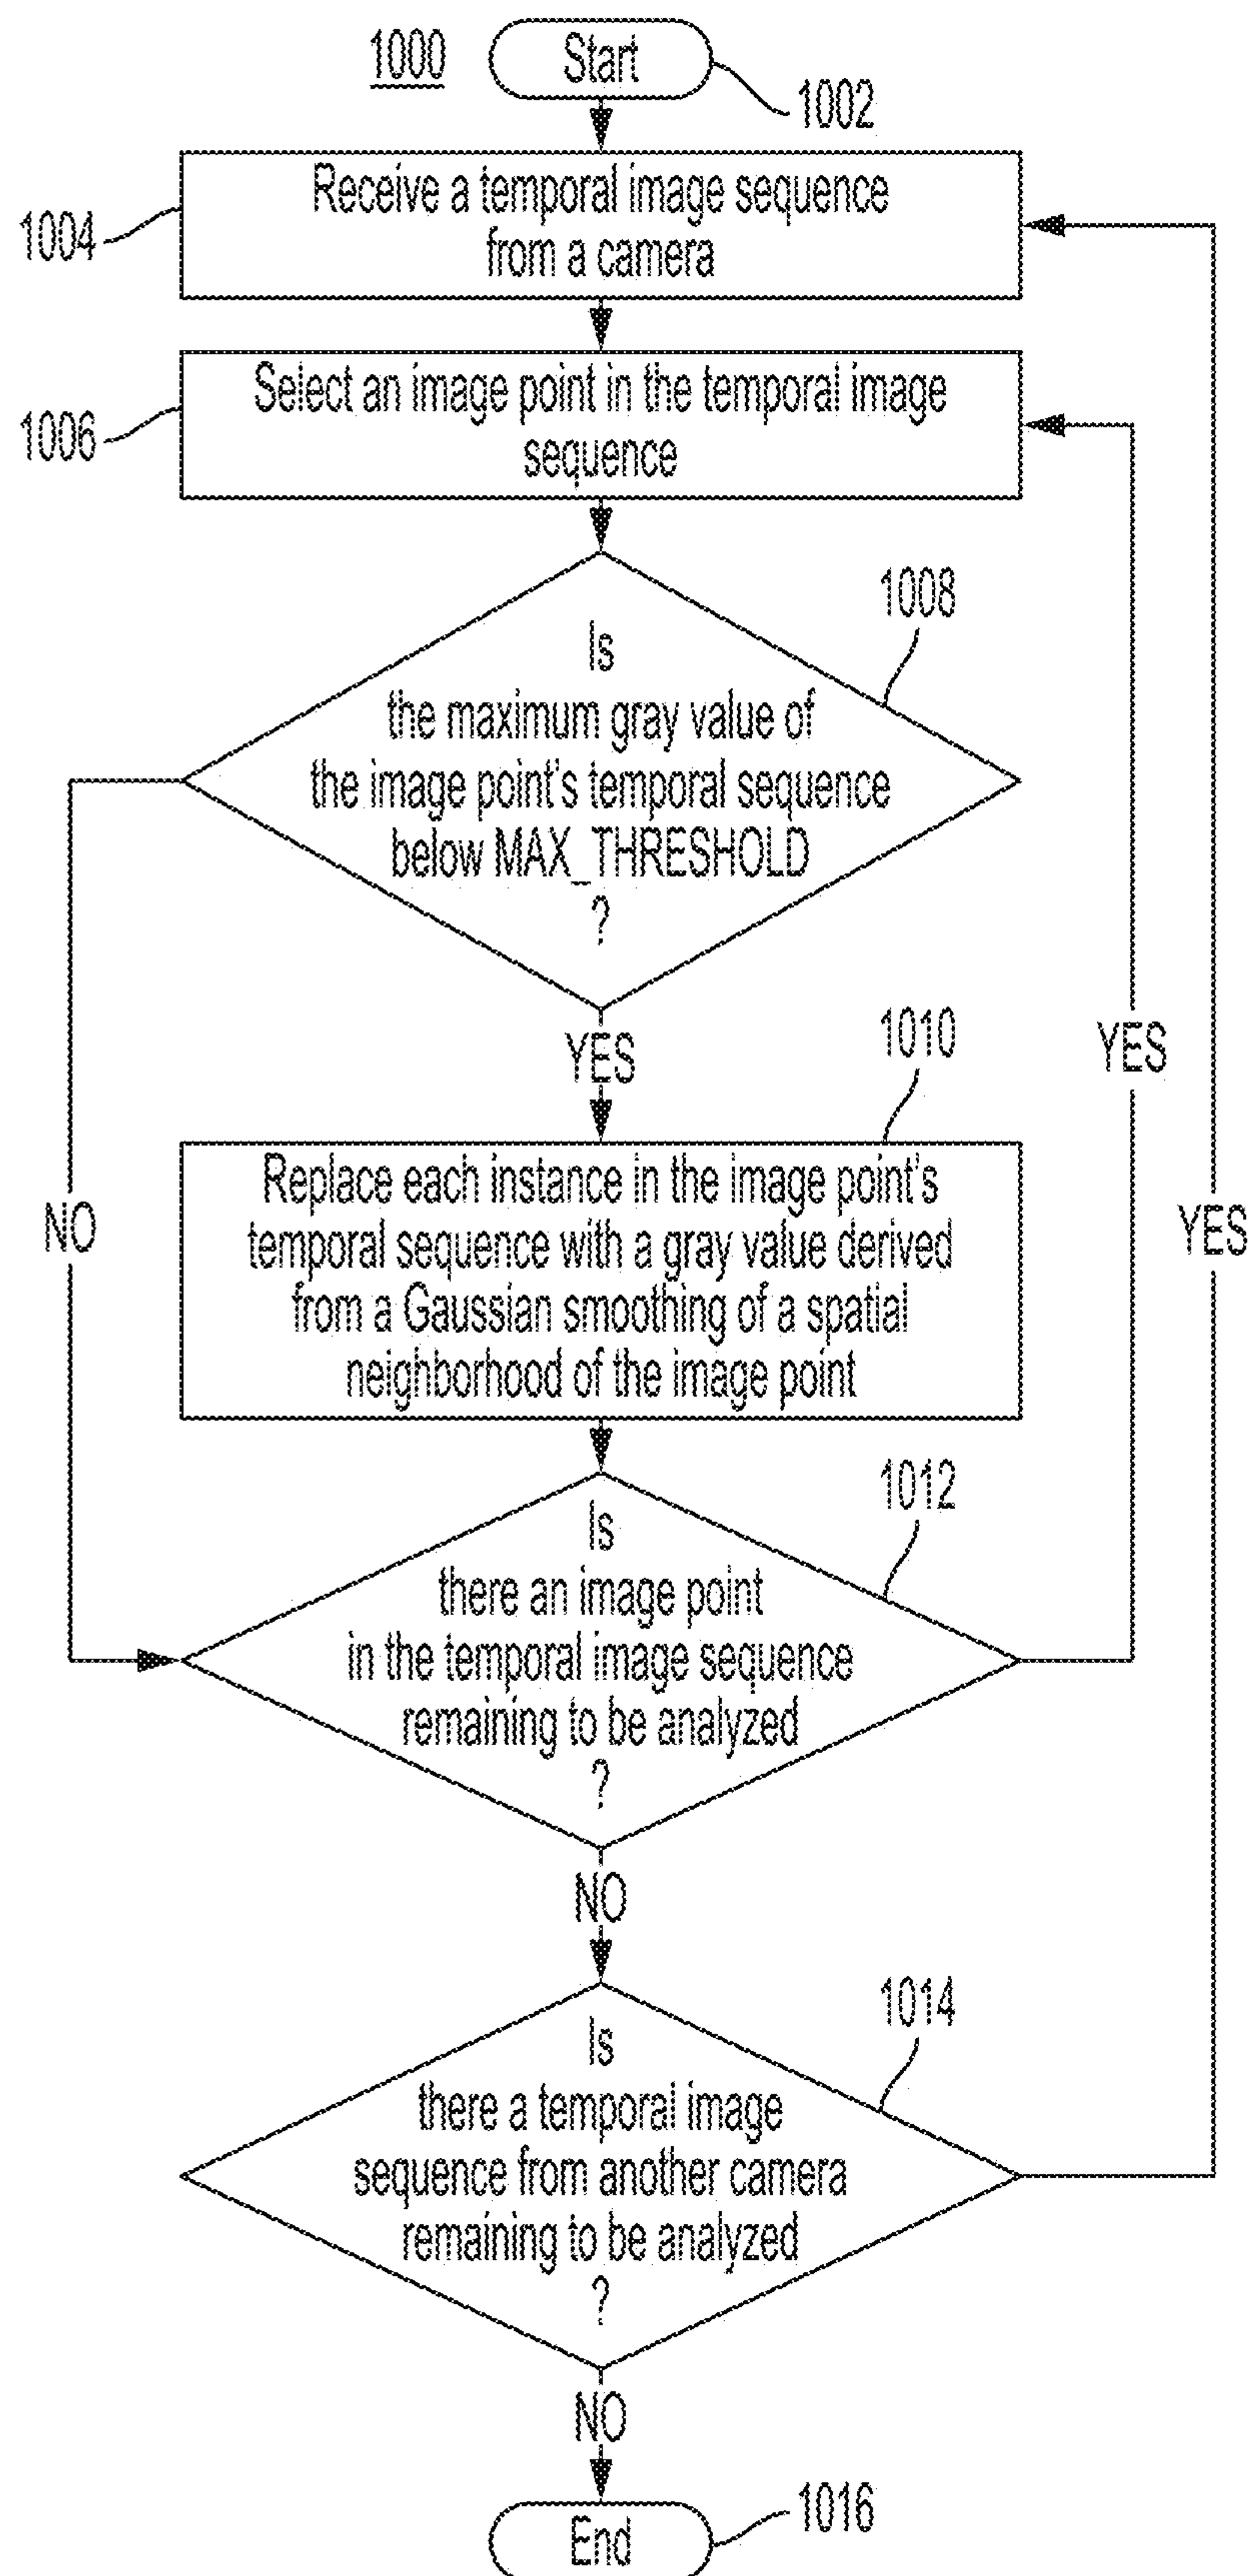 1000
Start
1002
Receive a temporal image sequence
from a camera
1004
Select an image point in the temporal image
sequence
1006
1008
Is
the maximum gray value of
the image point's temporal sequence
below MAX_THRESHOLD
?
YES
1010
YES
Replace each instance in the image point's
temporal sequence with a gray value derived
from a Gaussian smoothing of a spatial
neighborhood of the image point
NO
YES
1012
Is
there an image point
in the temporal image sequence
remaining to be analyzed
?
NO
1014
Is
there a temporal image
sequence from another camera
remaining to be analyzed
?
NO
End
1016